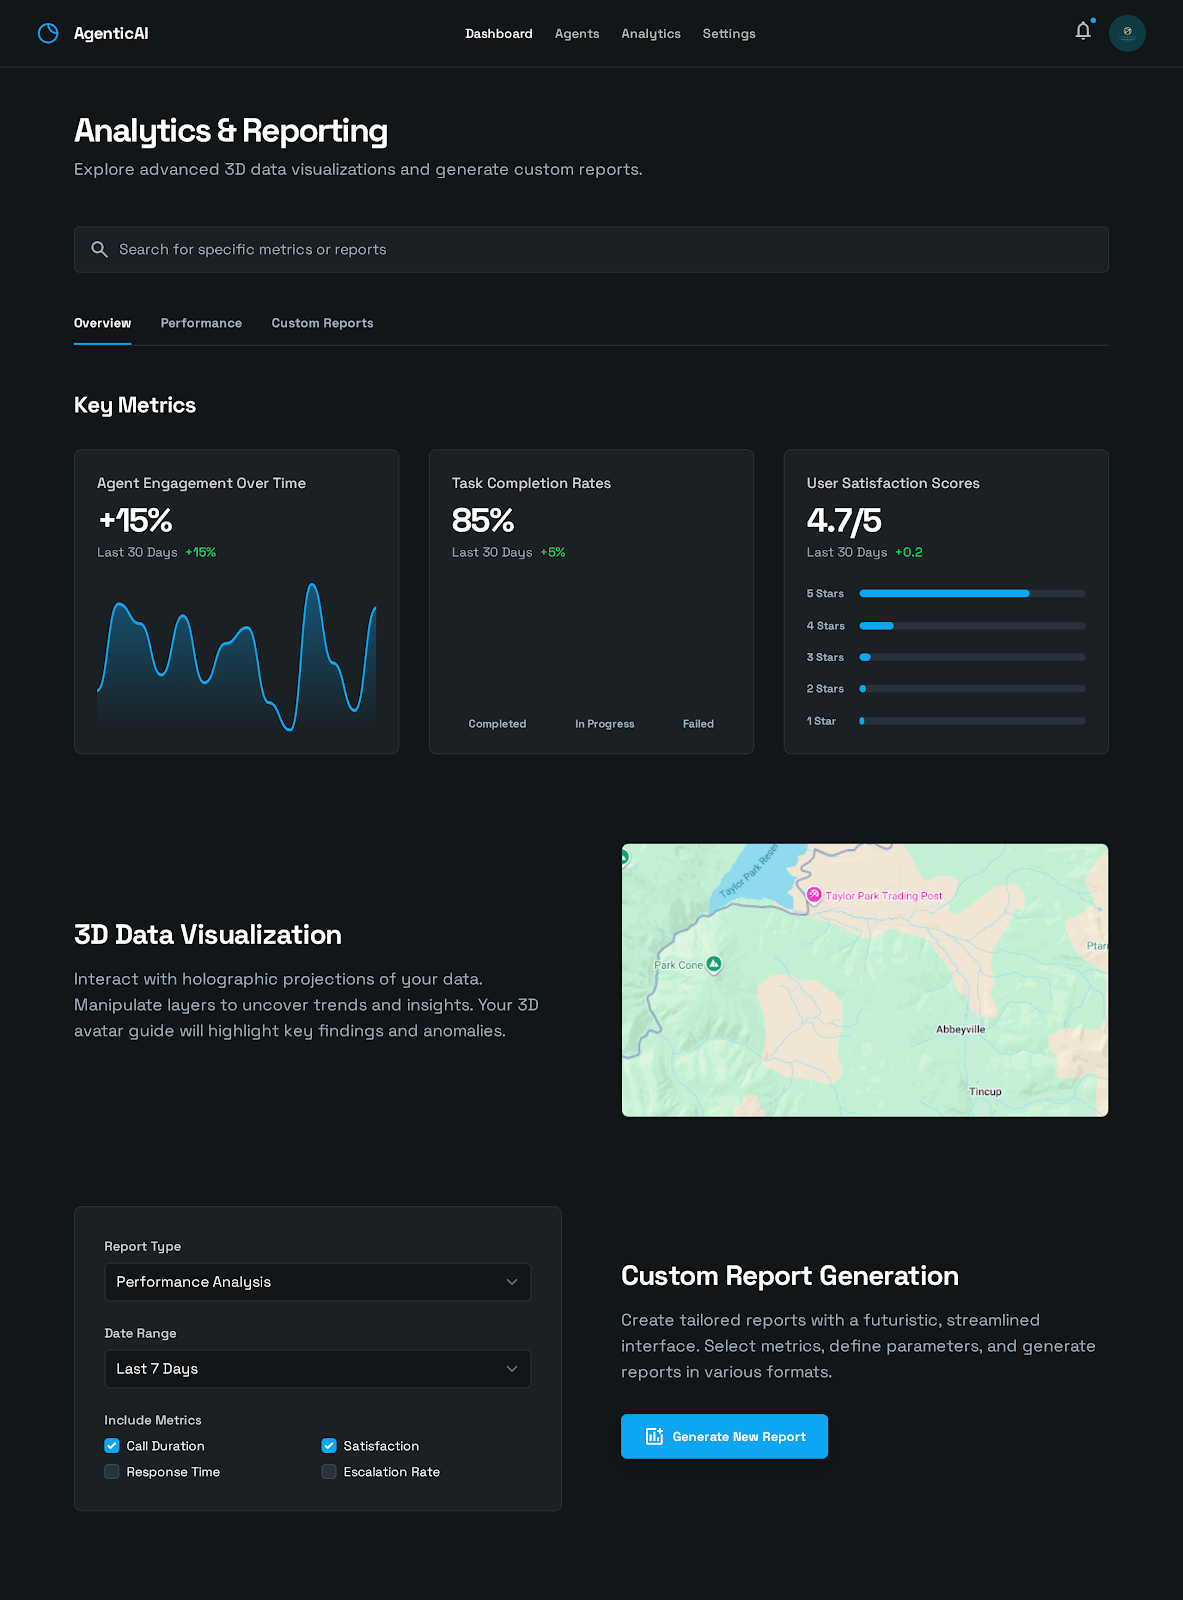 AgenticAI
Dashboard Agents Analytics Settings
Analytics & Reporting
Explore advanced 3D data visualizations and generate custom reports.
Search for specific metrics or reports
Overview Performance Custom Reports
Key Metrics
Agent Engagement Over Time
+15%
Last 30 Days +15%
Task Completion Rates
85%
Last 30 Days +5%
Completed In Progress Failed
User Satisfaction Scores
4.7/5
Last 30 Days +0.2
5 Stars
4 Stars
3 Stars
2 Stars
1 Star
3D Data Visualization
Interact with holographic projections of your data.
Manipulate layers to uncover trends and insights. Your 3D
avatar guide will highlight key findings and anomalies.
Taylor Park Reser
Taylor Park Trading Post
Ptarm
Park Cone
Abbeyville
Tincup
Report Type
Performance Analysis
Date Range
Last 7 Days
Include Metrics
Call Duration Satisfaction
Response Time Escalation Rate
Custom Report Generation
Create tailored reports with a futuristic, streamlined
interface. Select metrics, define parameters, and generate
reports in various formats.
Generate New Report